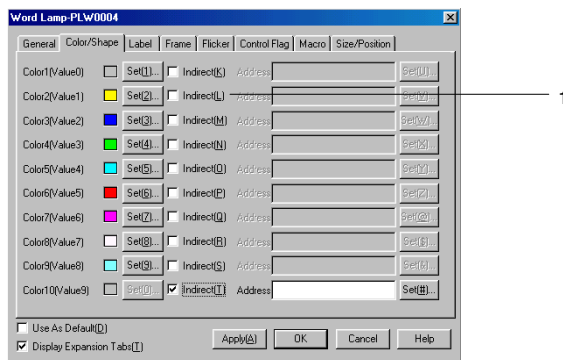 Word Lamp-PLW0004
General Color/Shape Label Frame Flicker Control Flag Macro Size/Position
Color1(Value0) Set(1)... Indirect(K) Address Set(U)...
Color2(Value1) Set(2)... Indirect(L) Address Set(V)... 1
Color3(Value2) Set(3)... Indirect(M) Address Set(W)...
Color4(Value3) Set(4)... Indirect(N) Address Set(X)...
Color5(Value4) Set(5)... Indirect(O) Address Set(Y)...
Color6(Value5) Set(6)... Indirect(P) Address Set(Z)...
Color7(Value6) Set(7)... Indirect(Q) Address Set(@)...
Color8(Value7) Set(8)... Indirect(R) Address Set($)...
Color9(Value8) Set(9)... Indirect(S) Address Set(&)...
Color10(Value9) Set(0)... Indirect(T) Address Set(#)...
Use As Default(D)
Display Expansion Tabs(I) Apply(A) OK Cancel Help